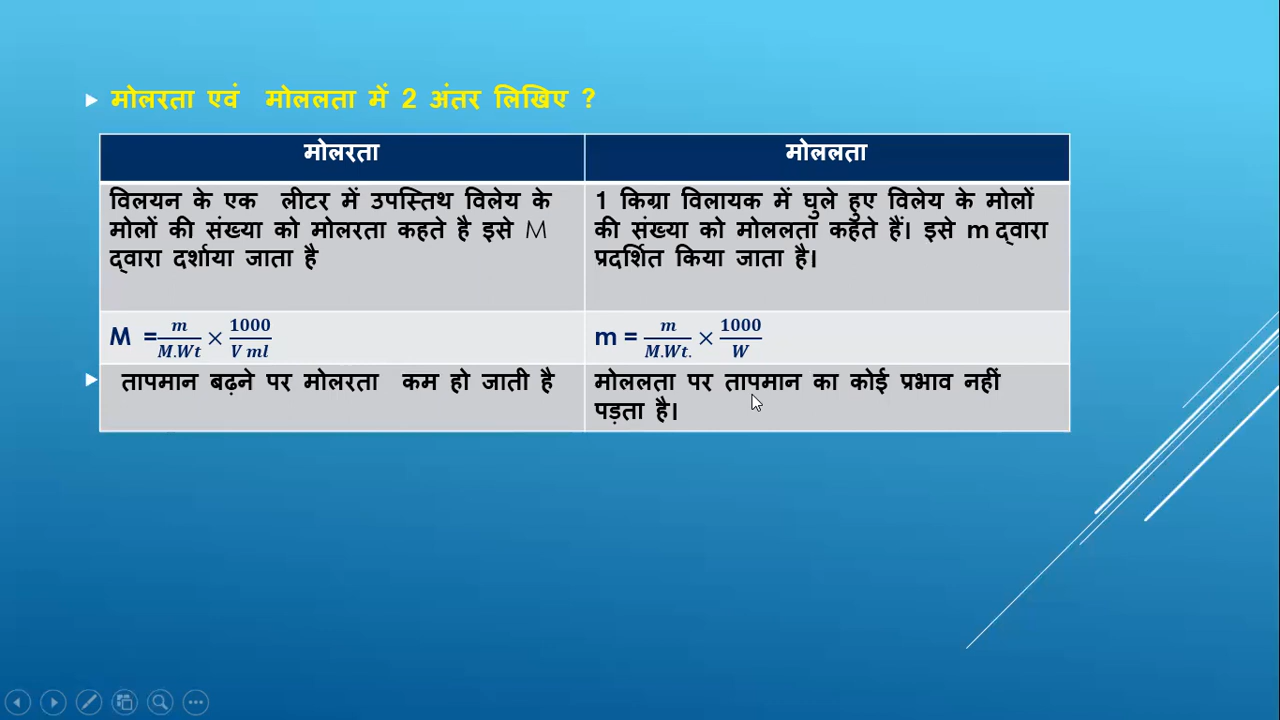 मोलरता एवं मोललता में 2 अंतर लिखिए ?
मोलरता
मोललता
विलयन के एक लीटर में उपस्तिथ विलेय के
मोलों की संख्या को मोलरता कहते है इसे M
द्वारा दर्शाया जाता है
1 किग्रा विलायक में घुले हुए विलेय के मोलों
की संख्या को मोललता कहते हैं। इसे m द्वारा
प्रदर्शित किया जाता है।
M = m/M.Wt × 1000/V ml
m = m/M.Wt. × 1000/W
तापमान बढ़ने पर मोलरता कम हो जाती है
मोललता पर तापमान का कोई प्रभाव नहीं
पड़ता है।